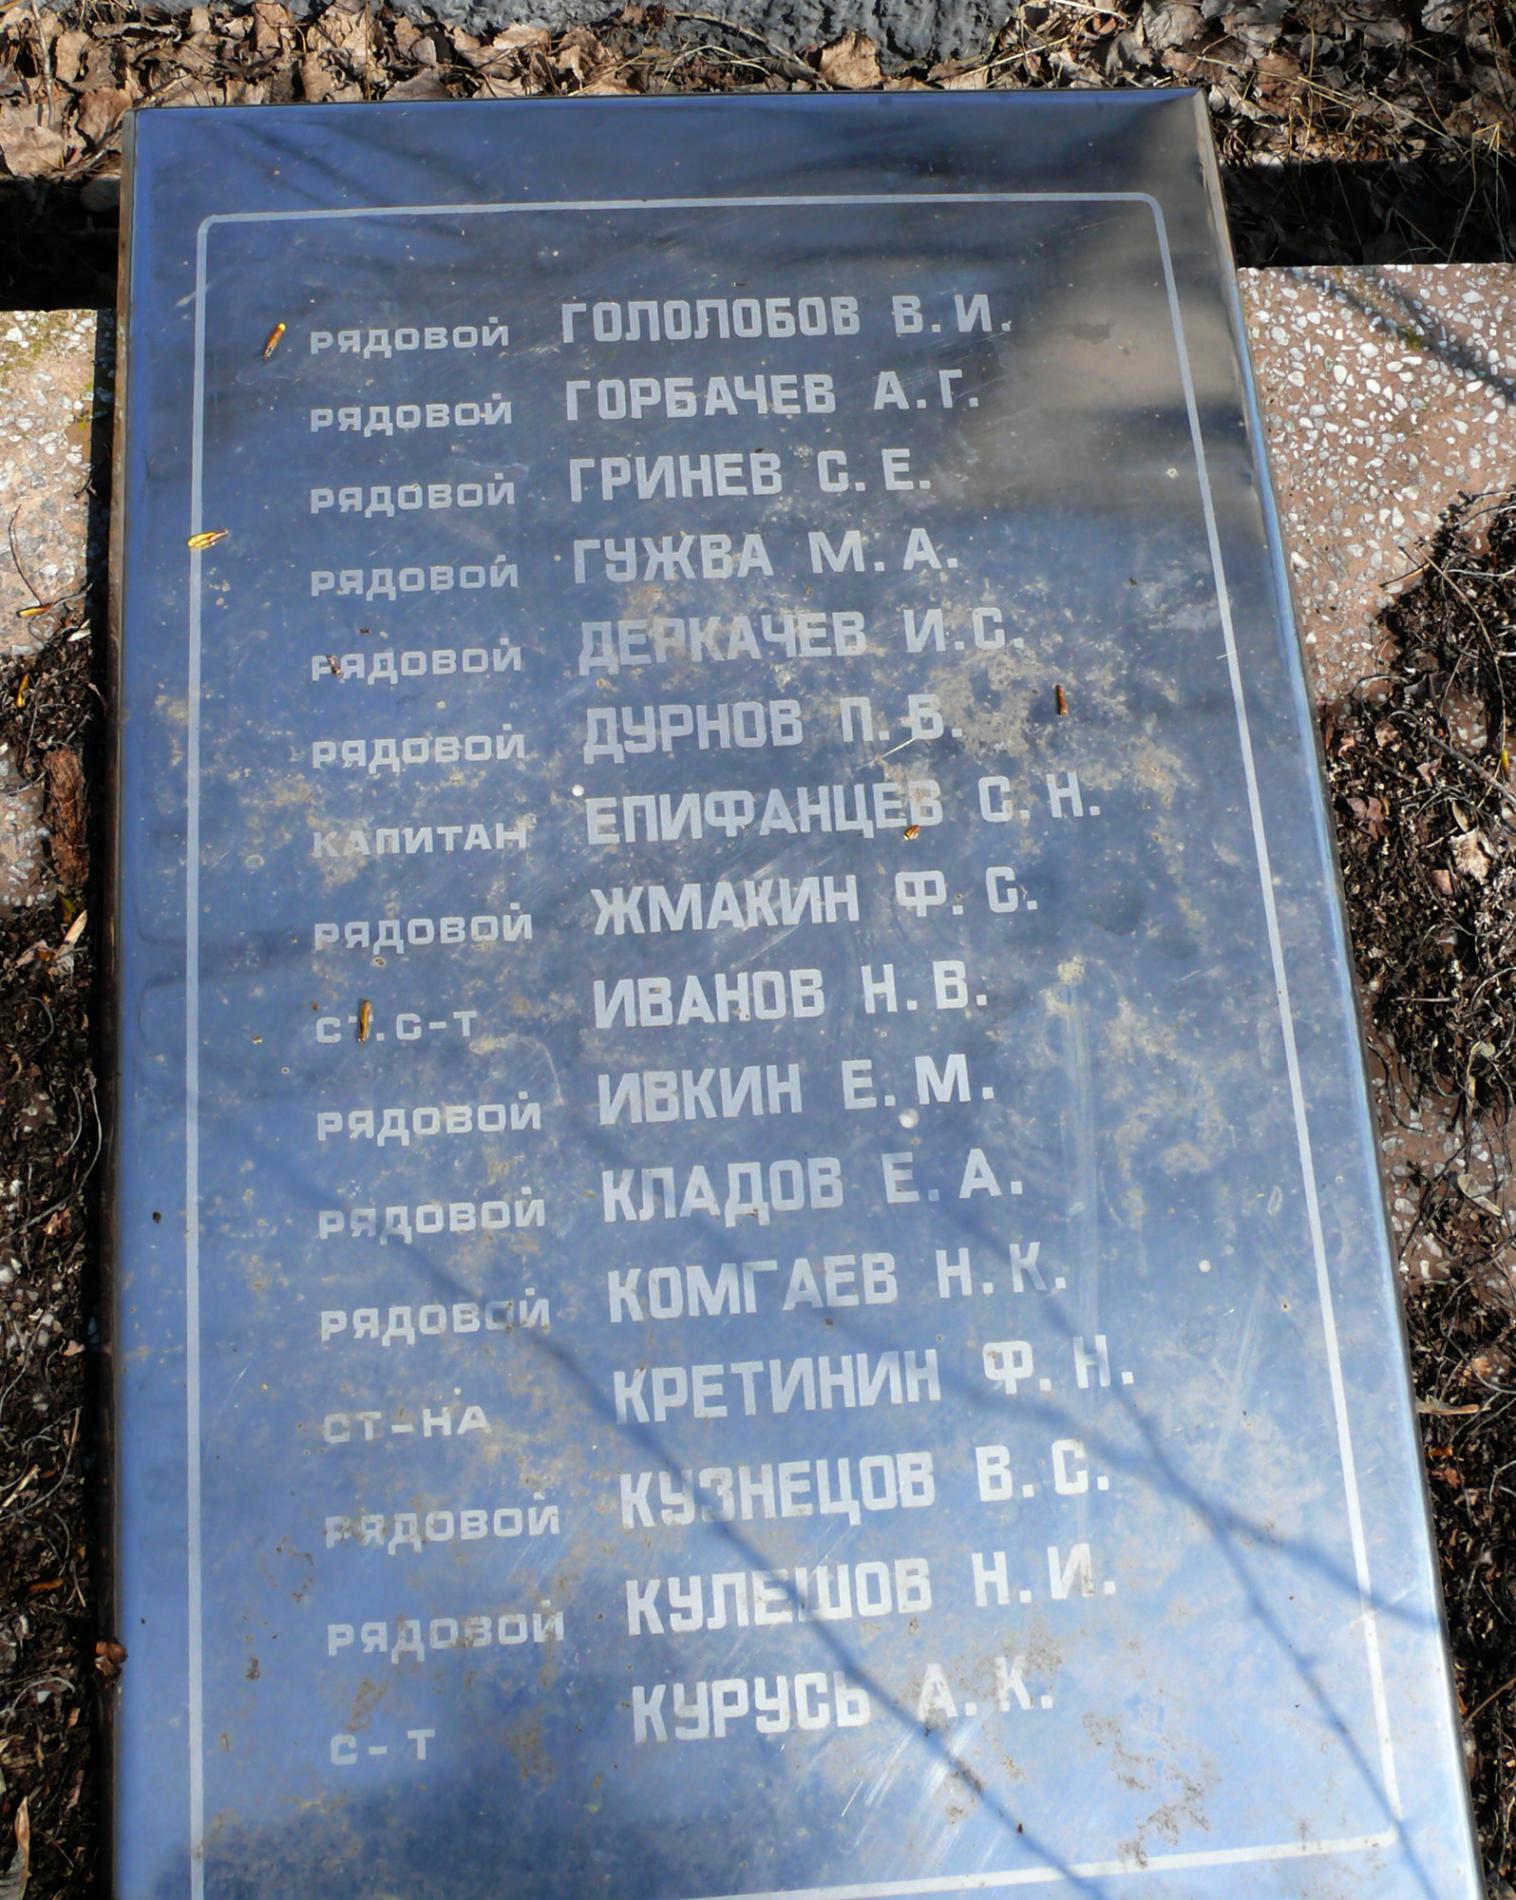 РЯДОВОЙ ГОЛОЛОБОВ В.И.
РЯДОВОЙ ГОРБАЧЕВ А.Г.
РЯДОВОЙ ГРИНЕВ С.Е.
РЯДОВОЙ ГУЖВА М.А.
РЯДОВОЙ ДЕРКАЧЕВ И.С.
РЯДОВОЙ ДУРНОВ П.Б.
КАПИТАН ЕПИФАНЦЕВ С.Н.
РЯДОВОЙ ЖМАКИН Ф.С.
СТ.С-Т ИВАНОВ Н.В.
РЯДОВОЙ ИВКИН Е.М.
РЯДОВОЙ КЛАДОВ Е.А.
РЯДОВОЙ КОМГАЕВ Н.К.
СТ-НА КРЕТИНИН Ф.Н.
РЯДОВОЙ КУЗНЕЦОВ В.С.
РЯДОВОЙ КУЛЕШОВ Н.И.
С-Т КУРУСЬ А.К.